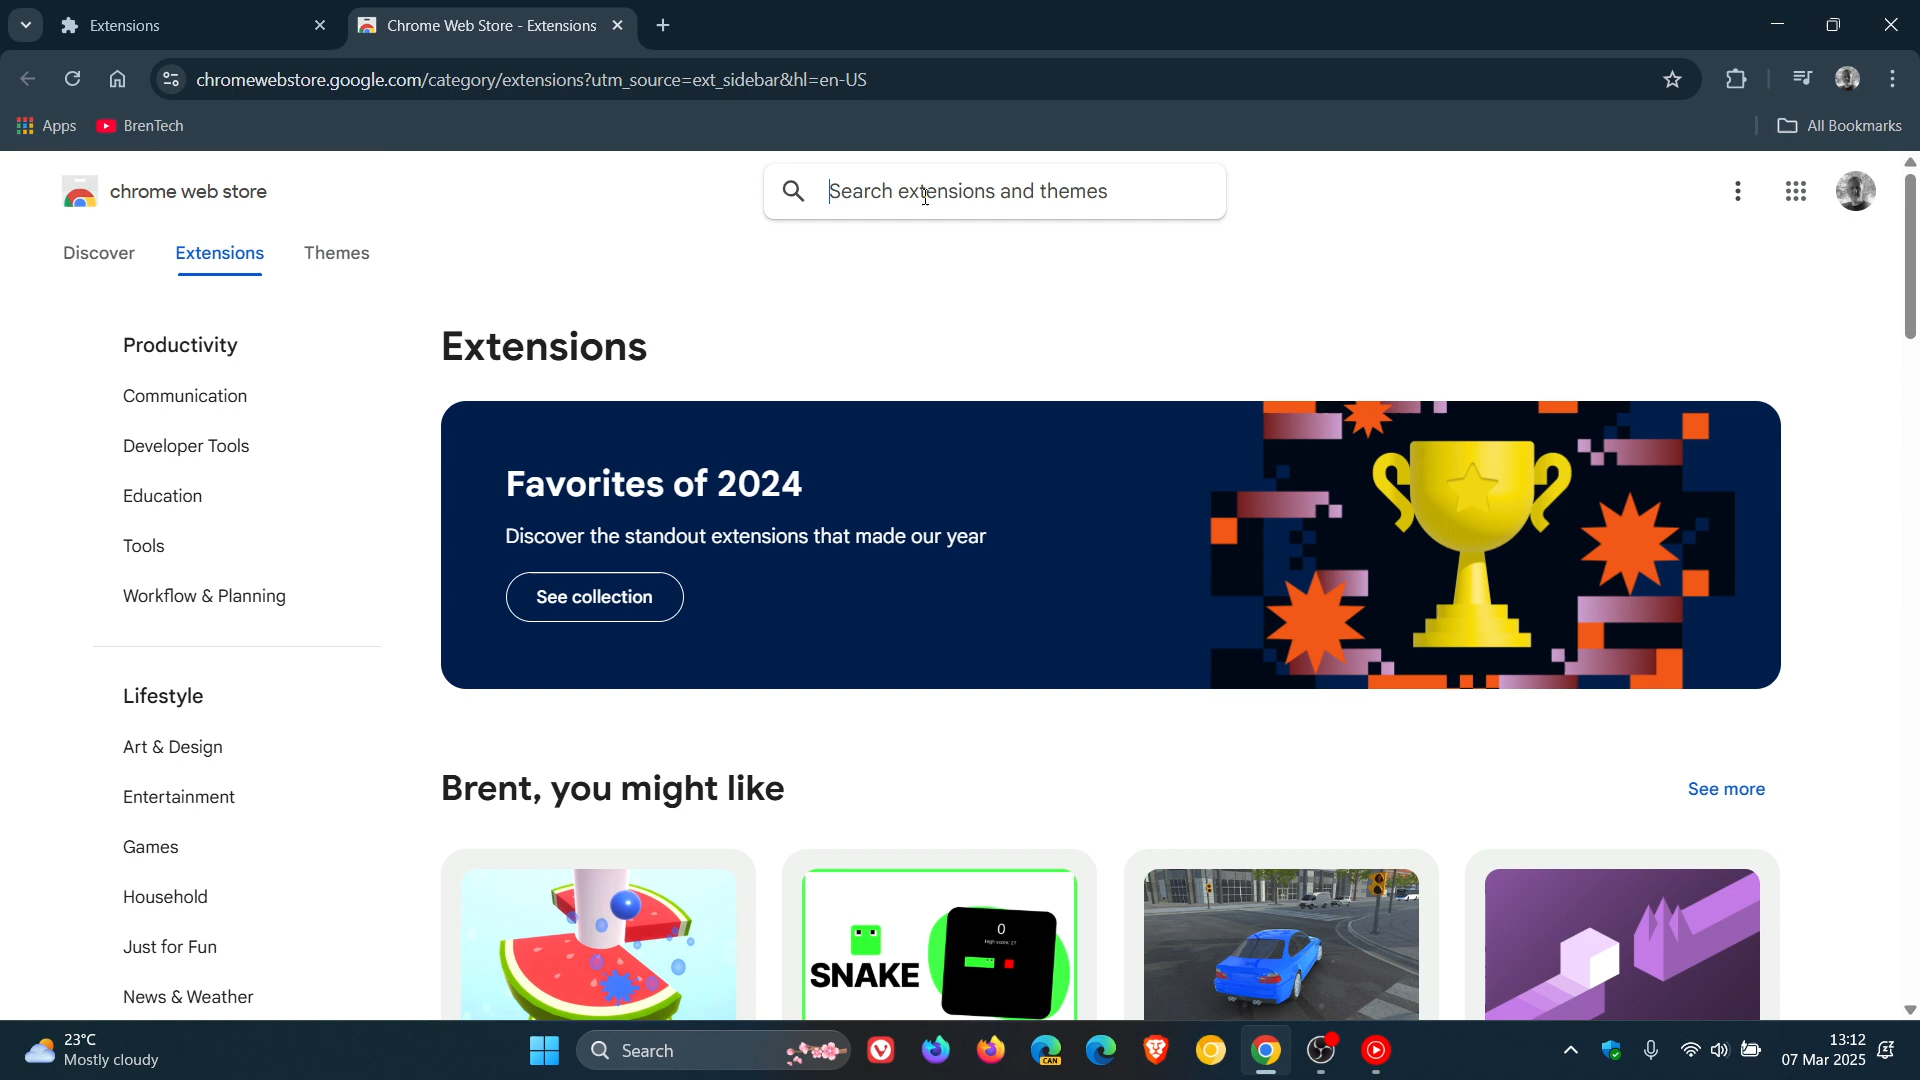 Extensions
Chrome Web Store - Extensions
chromewebstore.google.com/category/extensions?utm_source=ext_sidebar&hl=en-US
Apps
BrenTech
All Bookmarks
chrome web store
Search extensions and themes
Discover
Extensions
Themes
Productivity
Communication
Developer Tools
Education
Tools
Workflow & Planning
Lifestyle
Art & Design
Entertainment
Games
Household
Just for Fun
News & Weather
Extensions
Favorites of 2024
Discover the standout extensions that made our year
See collection
Brent, you might like
See more
SNAKE
0
High score: 27
23°C
Mostly cloudy
Search
CAN
13:12
07 Mar 2025